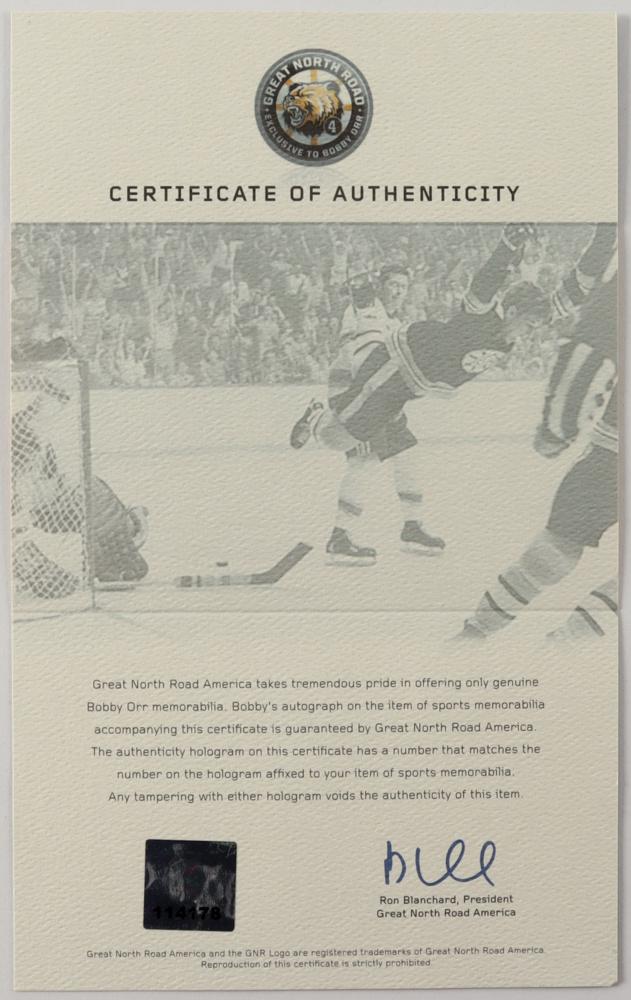 GREAT NORTH ROAD
4
EXCLUSIVE TO BOBBY ORR
CERTIFICATE OF AUTHENTICITY
Great North Road America takes tremendous pride in offering only genuine
Bobby Orr memorabilia. Bobby's autograph on the item of sports memorabilia
accompanying this certificate is guaranteed by Great North Road America.
The authenticity hologram on this certificate has a number that matches the
number on the hologram affixed to your item of sports memorabilia.
Any tampering with either hologram voids the authenticity of this item.
114178
Ron Blanchard, President
Great North Road America
Great North Road America and the GNR Logo are registered trademarks of Great North Road America.
Reproduction of this certificate is strictly prohibited.